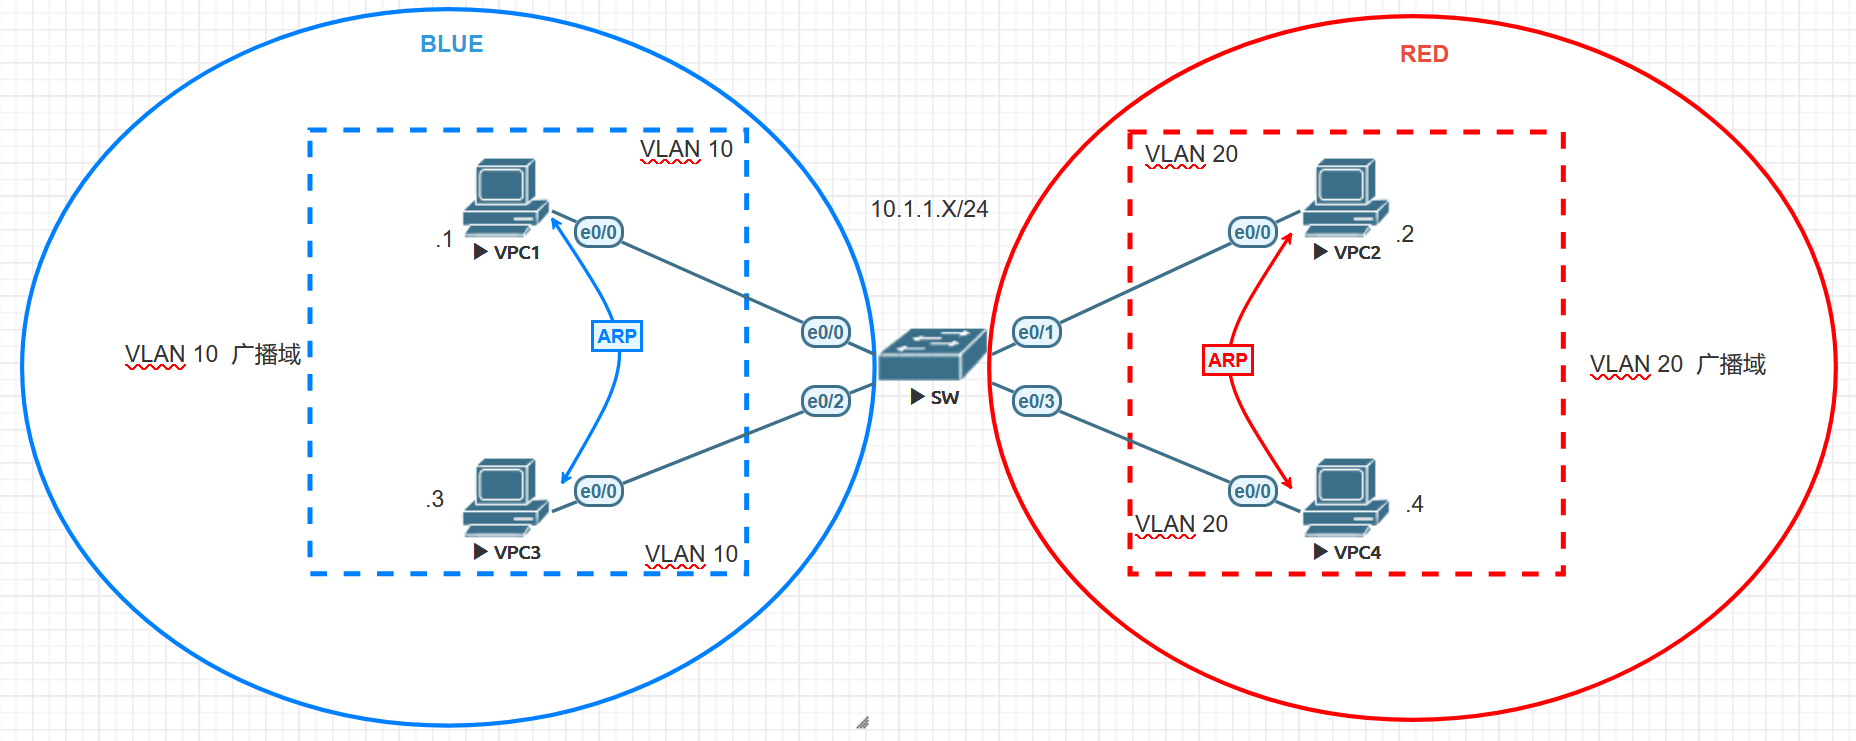 BLUE
RED
VLAN 10
VLAN 20
10.1.1.X/24
.1
e0/0
VPC1
e0/0
VPC2
.2
ARP
e0/0
e0/1
VLAN 10 广播域
ARP
VLAN 20 广播域
SW
e0/2
e0/3
.3
e0/0
VPC3
e0/0
.4
VLAN 20
VPC4
VLAN 10